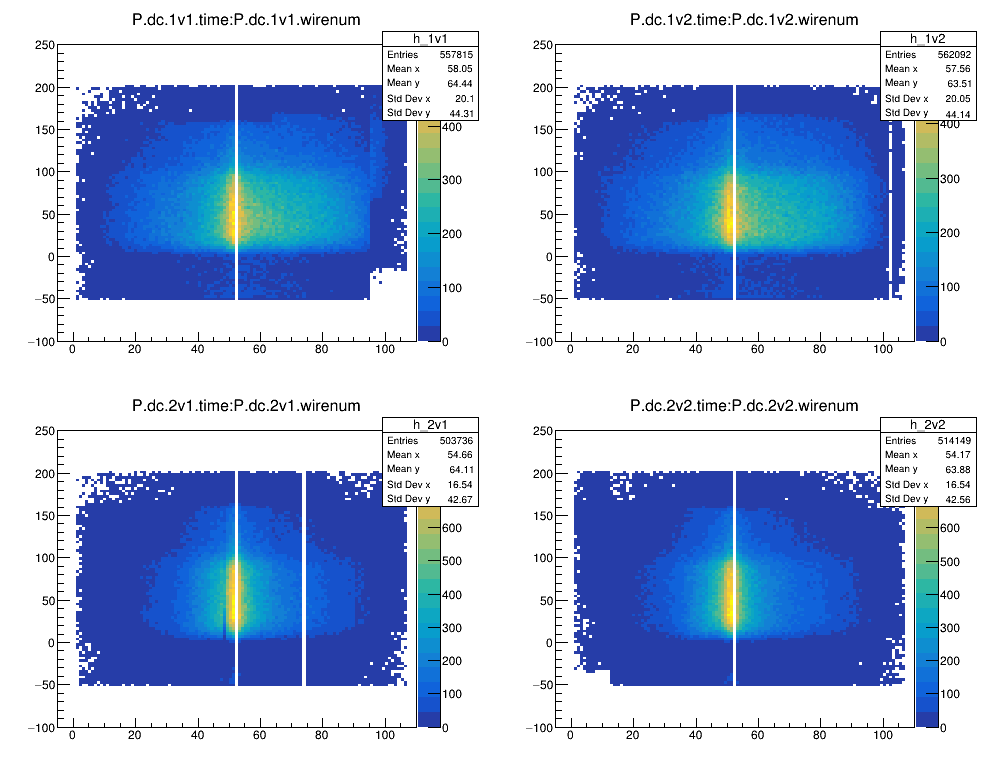 P.dc.1v1.time:P.dc.1v1.wirenum
h_1v1
Entries 557815
Mean x 58.05
Mean y 64.44
Std Dev x 20.1
Std Dev y 44.31
250
200
150
100
50
0
−50
−100
0 20 40 60 80 100
400
300
200
100
0
P.dc.1v2.time:P.dc.1v2.wirenum
h_1v2
Entries 562092
Mean x 57.56
Mean y 63.51
Std Dev x 20.05
Std Dev y 44.14
250
200
150
100
50
0
−50
−100
0 20 40 60 80 100
400
300
200
100
0
P.dc.2v1.time:P.dc.2v1.wirenum
h_2v1
Entries 503736
Mean x 54.66
Mean y 64.11
Std Dev x 16.54
Std Dev y 42.67
250
200
150
100
50
0
−50
−100
0 20 40 60 80 100
600
500
400
300
200
100
0
P.dc.2v2.time:P.dc.2v2.wirenum
h_2v2
Entries 514149
Mean x 54.17
Mean y 63.88
Std Dev x 16.54
Std Dev y 42.56
250
200
150
100
50
0
−50
−100
0 20 40 60 80 100
600
500
400
300
200
100
0